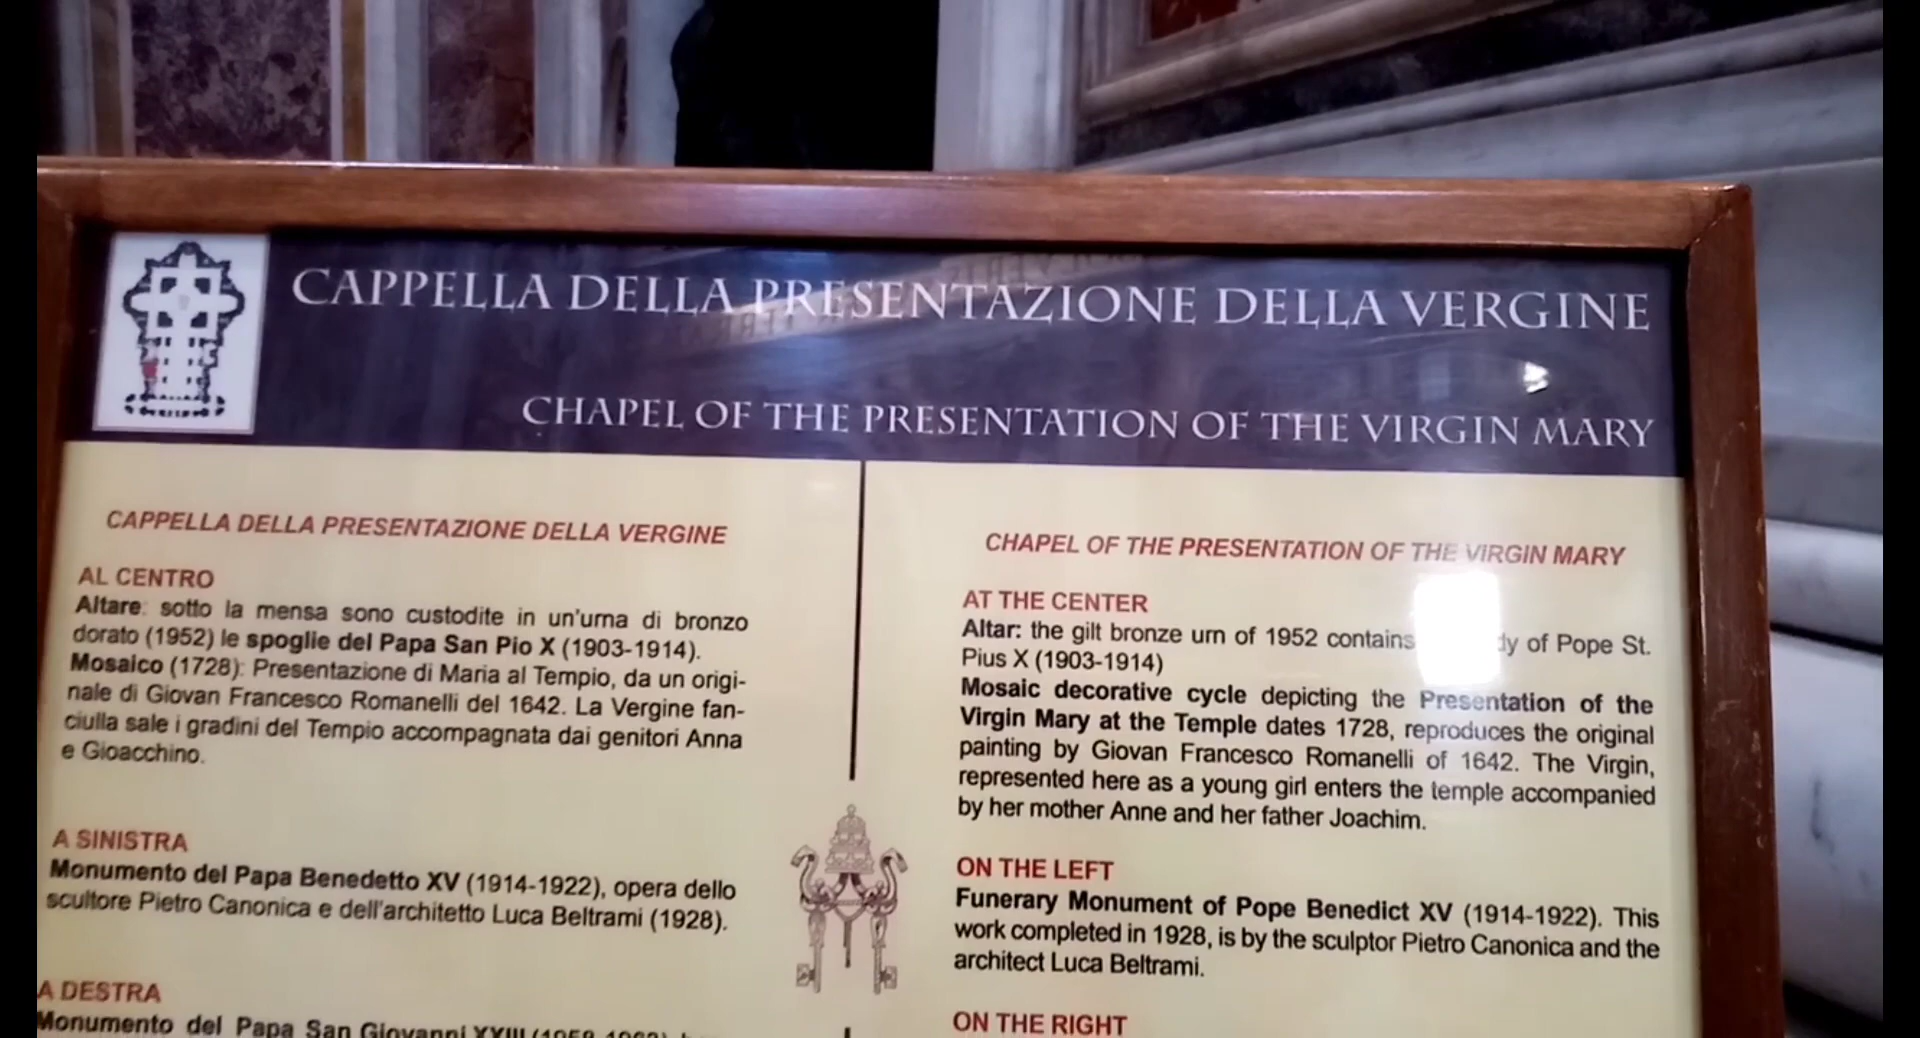 CAPPELLA DELLA PRESENTAZIONE DELLA VERGINE
CHAPEL OF THE PRESENTATION OF THE VIRGIN MARY
CAPPELLA DELLA PRESENTAZIONE DELLA VERGINE
AL CENTRO
Altare: sotto la mensa sono custodite in un'urna di bronzo
dorato (1952) le spoglie del Papa San Pio X (1903-1914).
Mosaico (1728): Presentazione di Maria al Tempio, da un origi-
nale di Giovan Francesco Romanelli del 1642. La Vergine fan-
ciulla sale i gradini del Tempio accompagnata dai genitori Anna
e Gioacchino.
A SINISTRA
Monumento del Papa Benedetto XV (1914-1922), opera dello
scultore Pietro Canonica e dell'architetto Luca Beltrami (1928).
A DESTRA
Monumento del Papa San Giovanni XXIII
CHAPEL OF THE PRESENTATION OF THE VIRGIN MARY
AT THE CENTER
Altar: the gilt bronze urn of 1952 contains of Pope St.
Pius X (1903-1914)
Mosaic decorative cycle depicting the Presentation of the
Virgin Mary at the Temple dates 1728, reproduces the original
painting by Giovan Francesco Romanelli of 1642. The Virgin,
represented here as a young girl enters the temple accompanied
by her mother Anne and her father Joachim.
ON THE LEFT
Funerary Monument of Pope Benedict XV (1914-1922). This
work completed in 1928, is by the sculptor Pietro Canonica and the
architect Luca Beltrami.
ON THE RIGHT